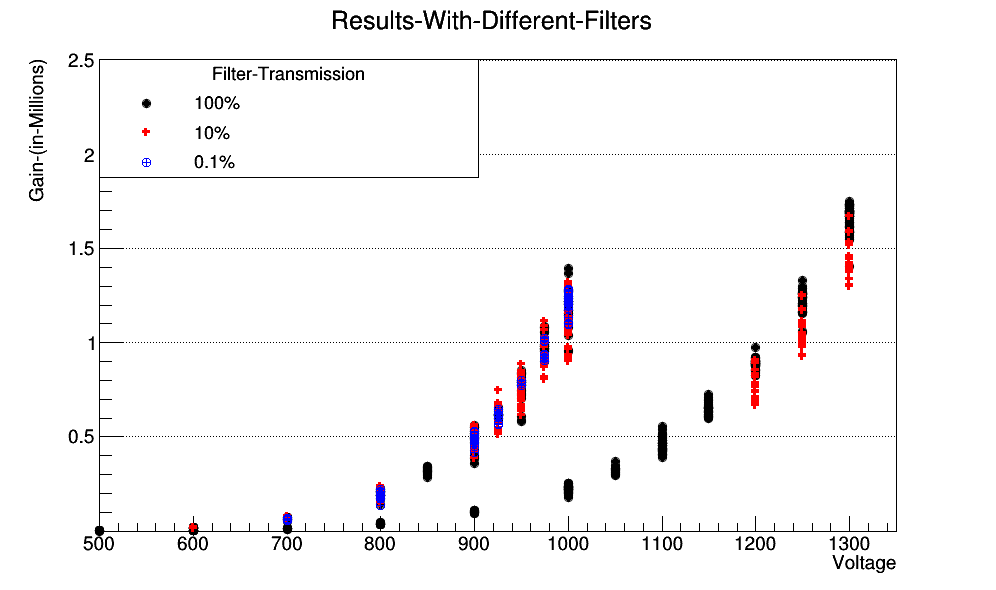 Results-With-Different-Filters
Gain-(in-Millions)
2.5
2
1.5
1
0.5
Filter-Transmission
100%
10%
0.1%
500 600 700 800 900 1000 1100 1200 1300
Voltage